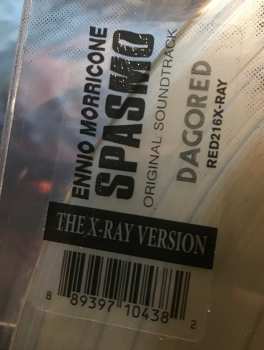 ENNIO MORRICONE
SPASMO
ORIGINAL SOUNDTRACK
DAGORED
RED216X-RAY
THE X-RAY VERSION
8 89397 10438 2